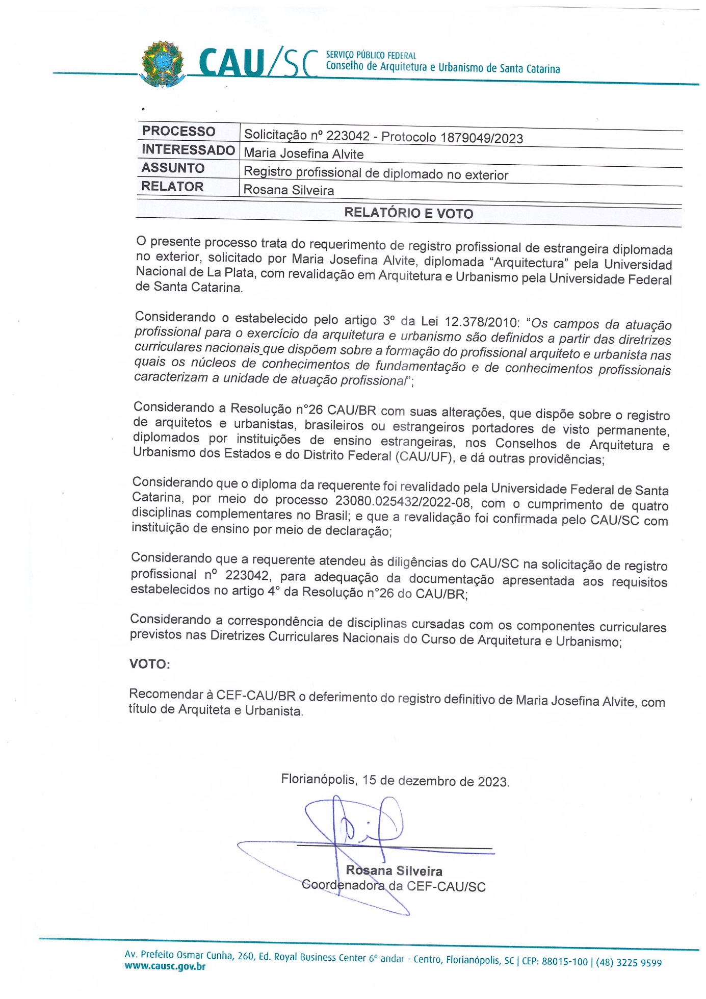 CAU/SC SERVIÇO PÚBLICO FEDERAL
Conselho de Arquitetura e Urbanismo de Santa Catarina
PROCESSO Solicitação nº 223042 - Protocolo 1879049/2023
INTERESSADO Maria Josefina Alvite
ASSUNTO Registro profissional de diplomado no exterior
RELATOR Rosana Silveira
RELATÓRIO E VOTO
O presente processo trata do requerimento de registro profissional de estrangeira diplomada
no exterior, solicitado por Maria Josefina Alvite, diplomada “Arquitectura” pela Universidad
Nacional de La Plata, com revalidação em Arquitetura e Urbanismo pela Universidade Federal
de Santa Catarina.
Considerando o estabelecido pelo artigo 3º da Lei 12.378/2010: “Os campos da atuação
profissional para o exercício da arquitetura e urbanismo são definidos a partir das diretrizes
curriculares nacionais que dispõem sobre a formação do profissional arquiteto e urbanista nas
quais os núcleos de conhecimentos de fundamentação e de conhecimentos profissionais
caracterizam a unidade de atuação profissional”;
Considerando a Resolução n°26 CAU/BR com suas alterações, que dispõe sobre o registro
de arquitetos e urbanistas, brasileiros ou estrangeiros portadores de visto permanente,
diplomados por instituições de ensino estrangeiras, nos Conselhos de Arquitetura e
Urbanismo dos Estados e do Distrito Federal (CAU/UF), e dá outras providências;
Considerando que o diploma da requerente foi revalidado pela Universidade Federal de Santa
Catarina, por meio do processo 23080.025432/2022-08, com o cumprimento de quatro
disciplinas complementares no Brasil; e que a revalidação foi confirmada pelo CAU/SC com
instituição de ensino por meio de declaração;
Considerando que a requerente atendeu às diligências do CAU/SC na solicitação de registro
profissional nº 223042, para adequação da documentação apresentada aos requisitos
estabelecidos no artigo 4° da Resolução n°26 do CAU/BR;
Considerando a correspondência de disciplinas cursadas com os componentes curriculares
previstos nas Diretrizes Curriculares Nacionais do Curso de Arquitetura e Urbanismo;
VOTO:
Recomendar à CEF-CAU/BR o deferimento do registro definitivo de Maria Josefina Alvite, com
título de Arquiteta e Urbanista.
Florianópolis, 15 de dezembro de 2023.
Rosana Silveira
Coordenadora da CEF-CAU/SC
Av. Prefeito Osmar Cunha, 260, Ed. Royal Business Center 6º andar - Centro, Florianópolis, SC | CEP: 88015-100 | (48) 3225 9599
www.causc.gov.br